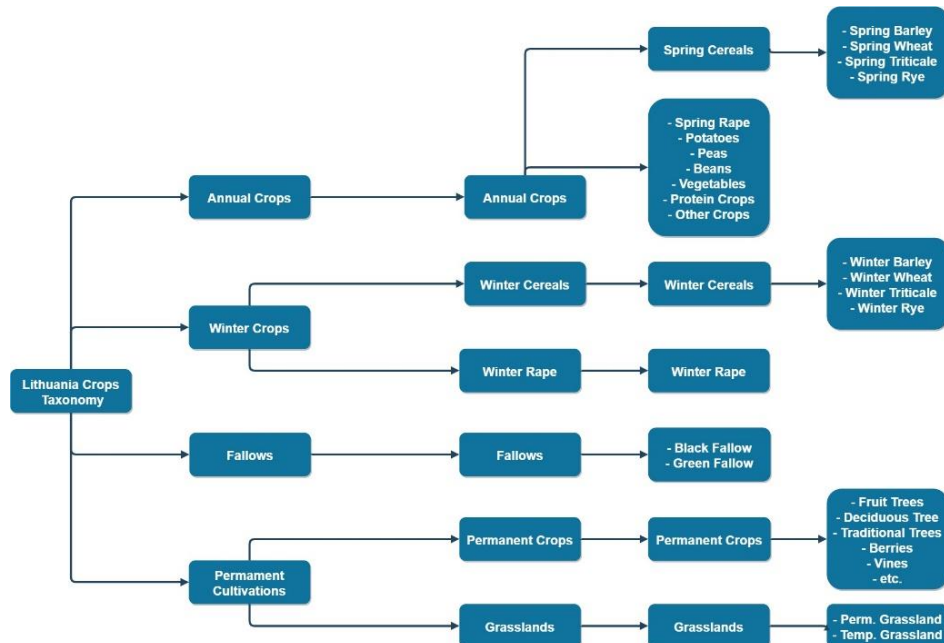 Spring Cereals
- Spring Barley
- Spring Wheat
- Spring Triticale
- Spring Rye
- Spring Rape
- Potatoes
- Peas
- Beans
- Vegetables
- Protein Crops
- Other Crops
Annual Crops
Annual Crops
Winter Crops
Winter Cereals
Winter Cereals
- Winter Barley
- Winter Wheat
- Winter Triticale
- Winter Rye
Winter Rape
Winter Rape
Lithuania Crops
Taxonomy
Fallows
Fallows
- Black Fallow
- Green Fallow
Permament
Cultivations
Permanent Crops
Permanent Crops
- Fruit Trees
- Deciduous Tree
- Traditional Trees
- Berries
- Vines
- etc.
Grasslands
Grasslands
- Perm. Grassland
- Temp. Grassland